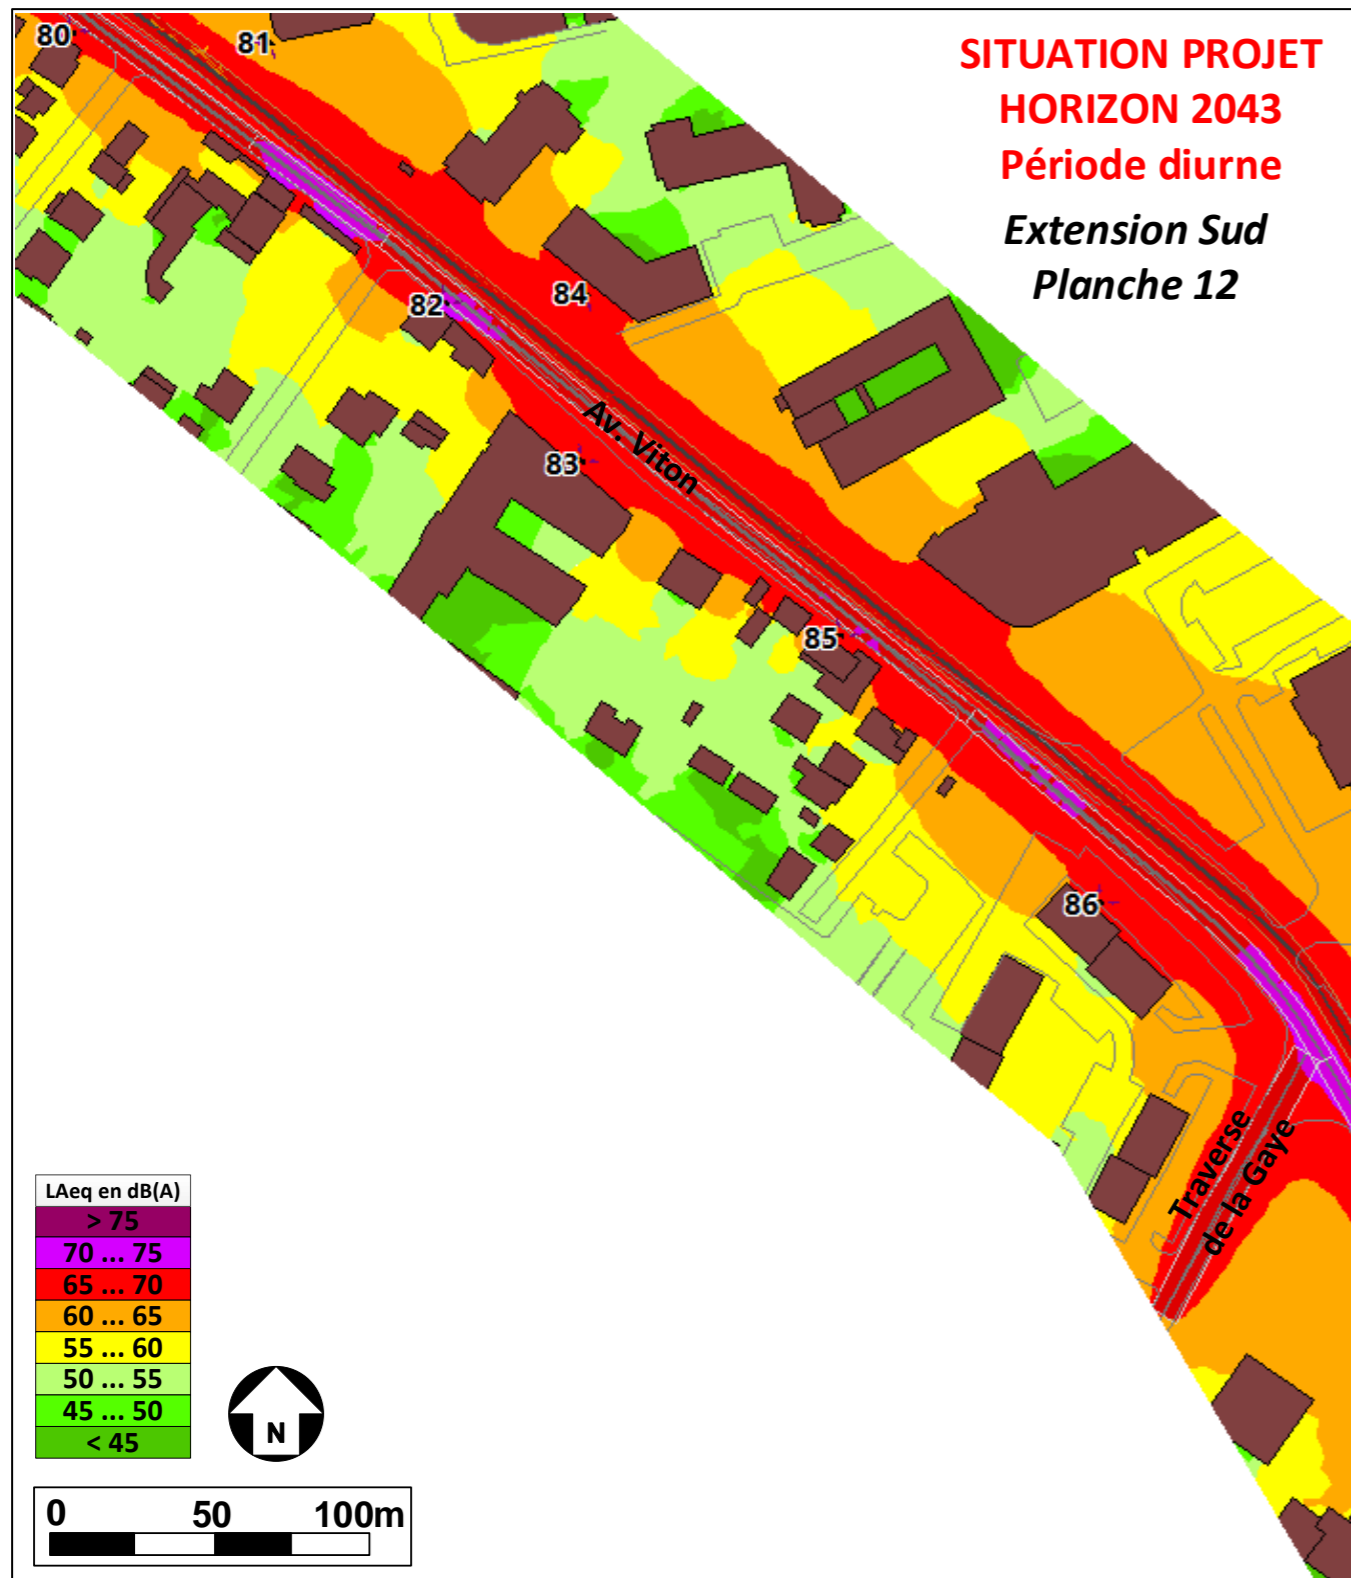 SITUATION PROJET
HORIZON 2043
Période diurne
Extension Sud
Planche 12
80
81
82
84
Av. Viton
83
85
86
Traverse
de la Gaye
LAeq en dB(A)
> 75
70 ... 75
65 ... 70
60 ... 65
55 ... 60
50 ... 55
45 ... 50
< 45
N
0 50 100m